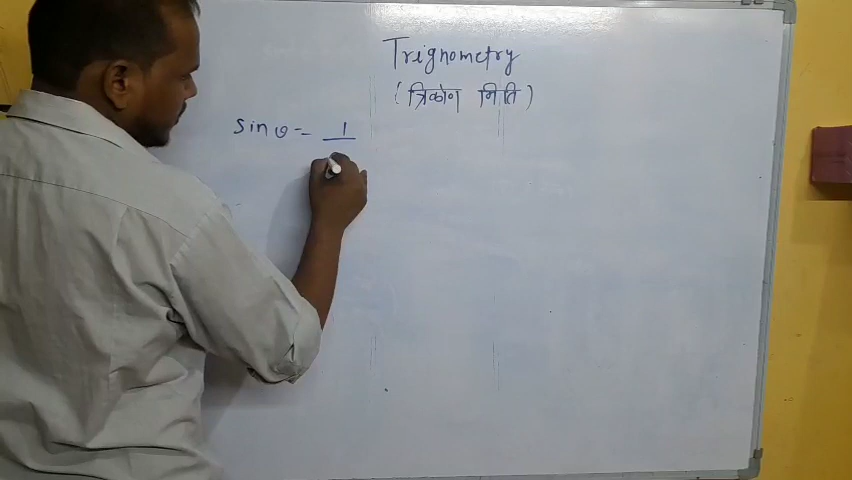 Trignometry
(त्रिकोण मिति)
sin θ = 1/